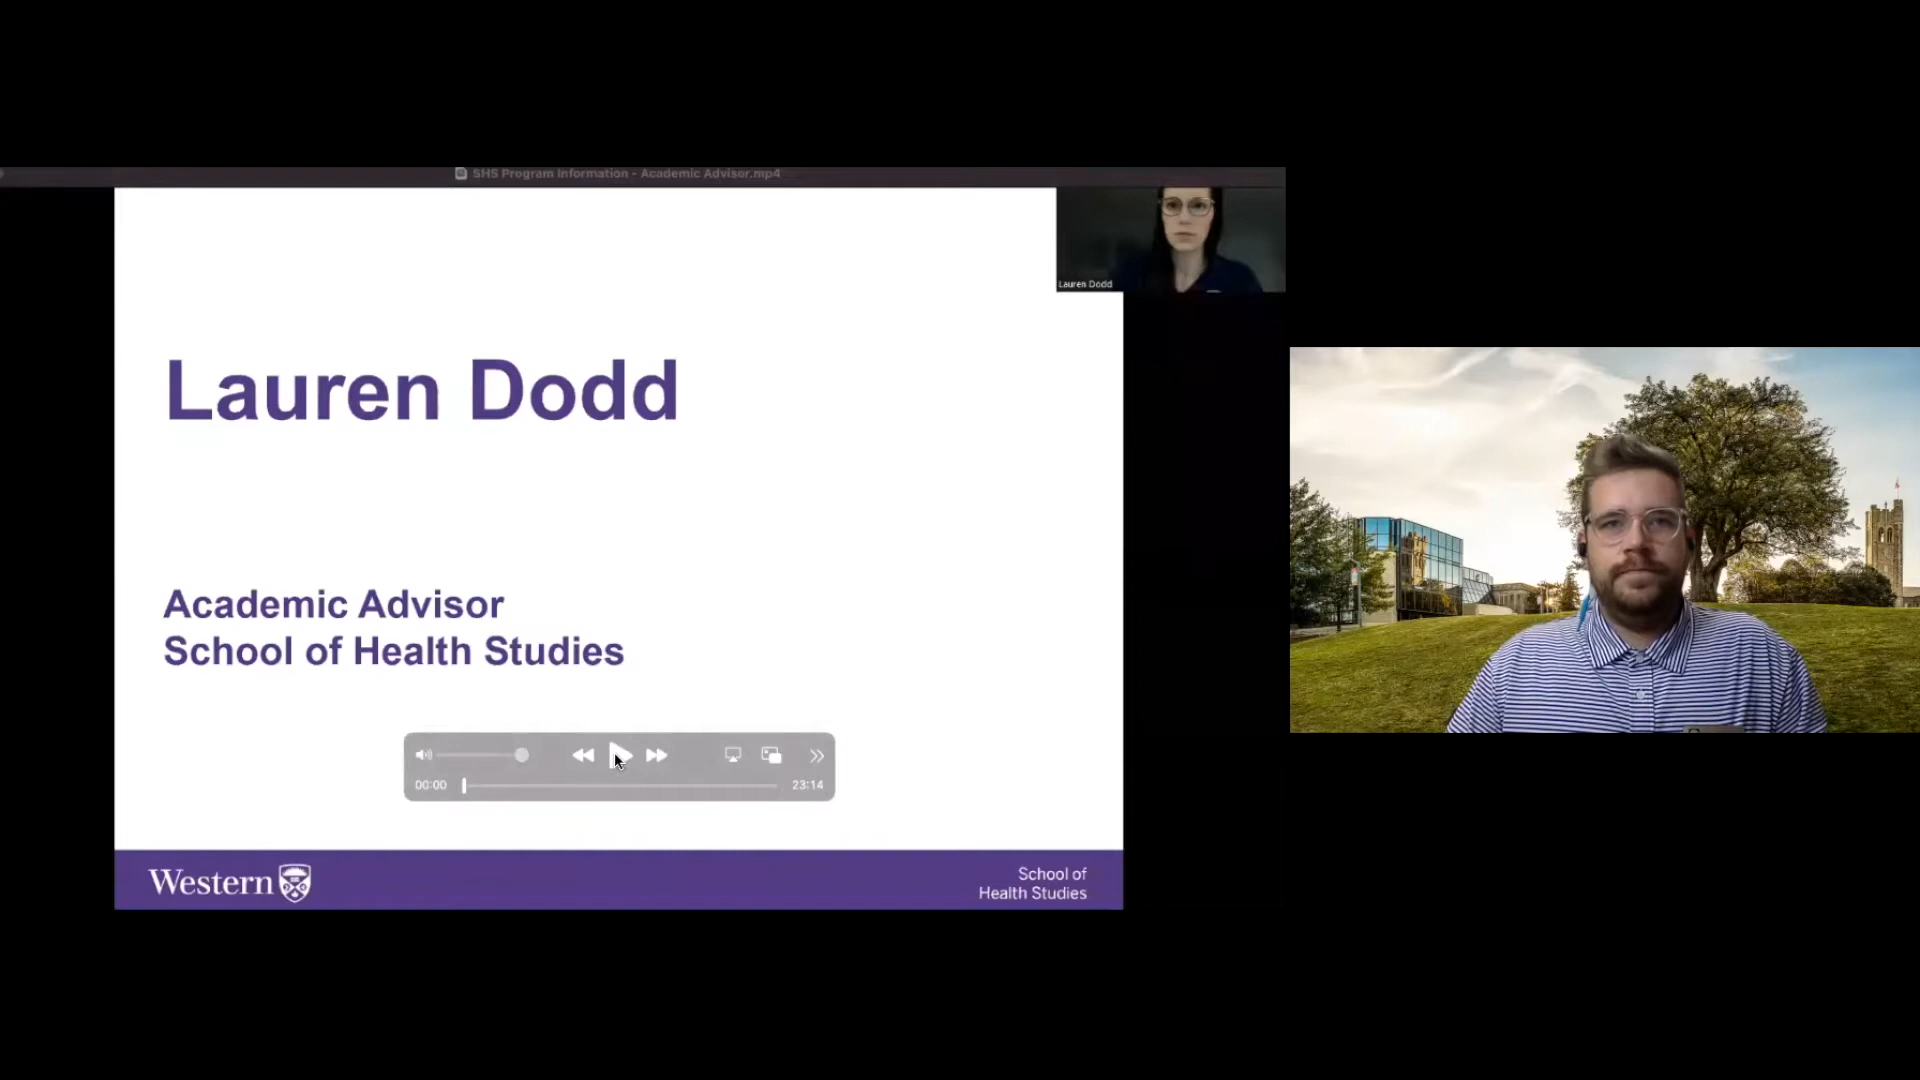 SHS Program Information - Academic Advisor.mp4
Lauren Dodd
Lauren Dodd
Academic Advisor
School of Health Studies
00:00
23:14
Western
School of
Health Studies